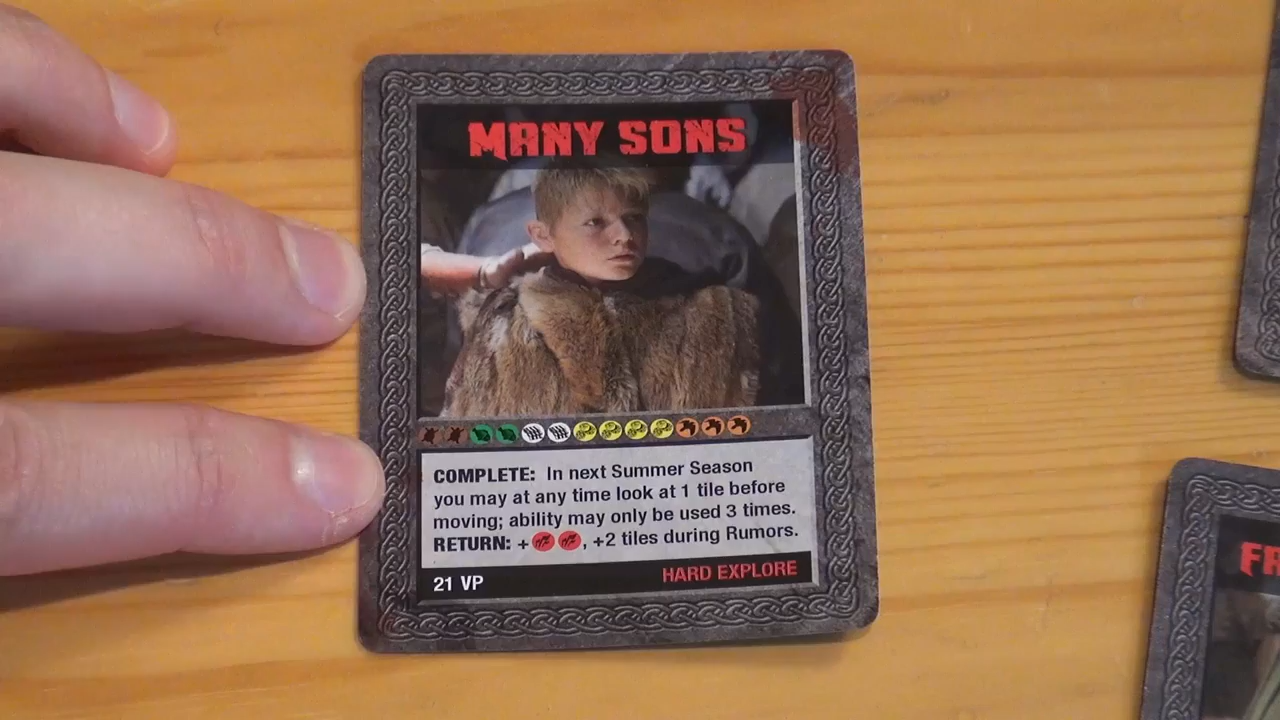 MANY SONS
COMPLETE: In next Summer Season
you may at any time look at 1 tile before
moving; ability may only be used 3 times.
RETURN: + , +2 tiles during Rumors.
21 VP
HARD EXPLORE